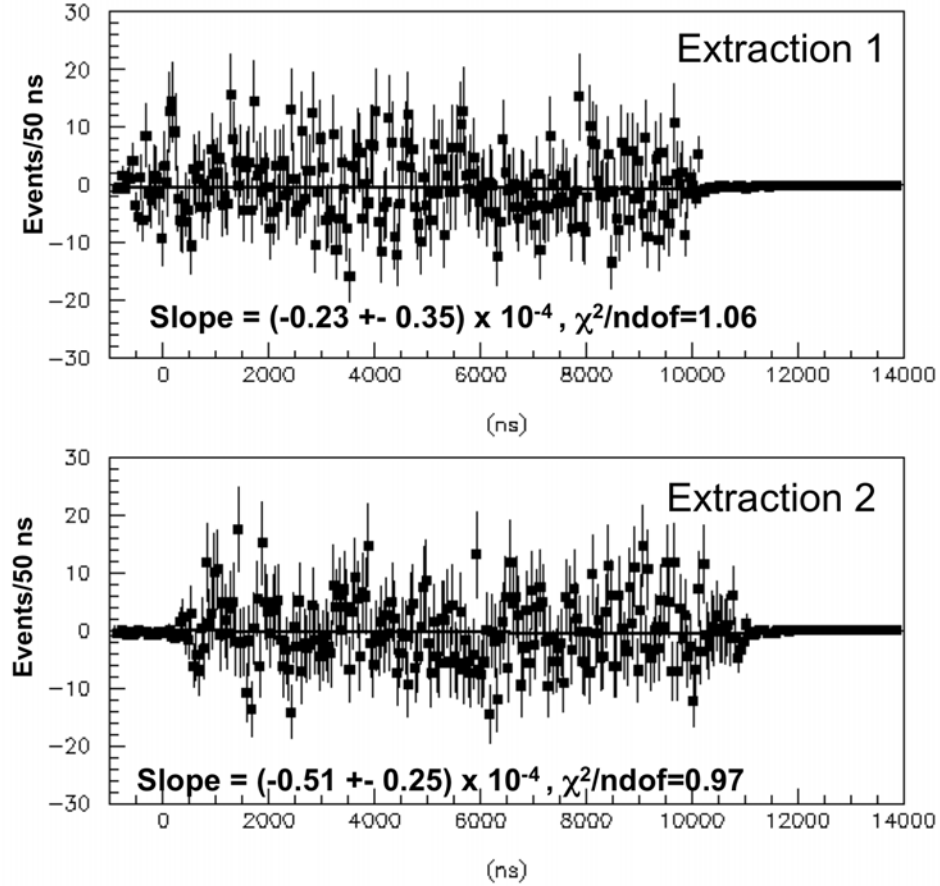 Extraction 1
Events/50 ns
30
20
10
0
−10
−20
−30
Slope = (-0.23 +- 0.35) x 10⁻⁴ , χ²/ndof=1.06
0 2000 4000 6000 8000 10000 12000 14000
(ns)
Extraction 2
Events/50 ns
30
20
10
0
−10
−20
−30
Slope = (-0.51 +- 0.25) x 10⁻⁴ , χ²/ndof=0.97
0 2000 4000 6000 8000 10000 12000 14000
(ns)